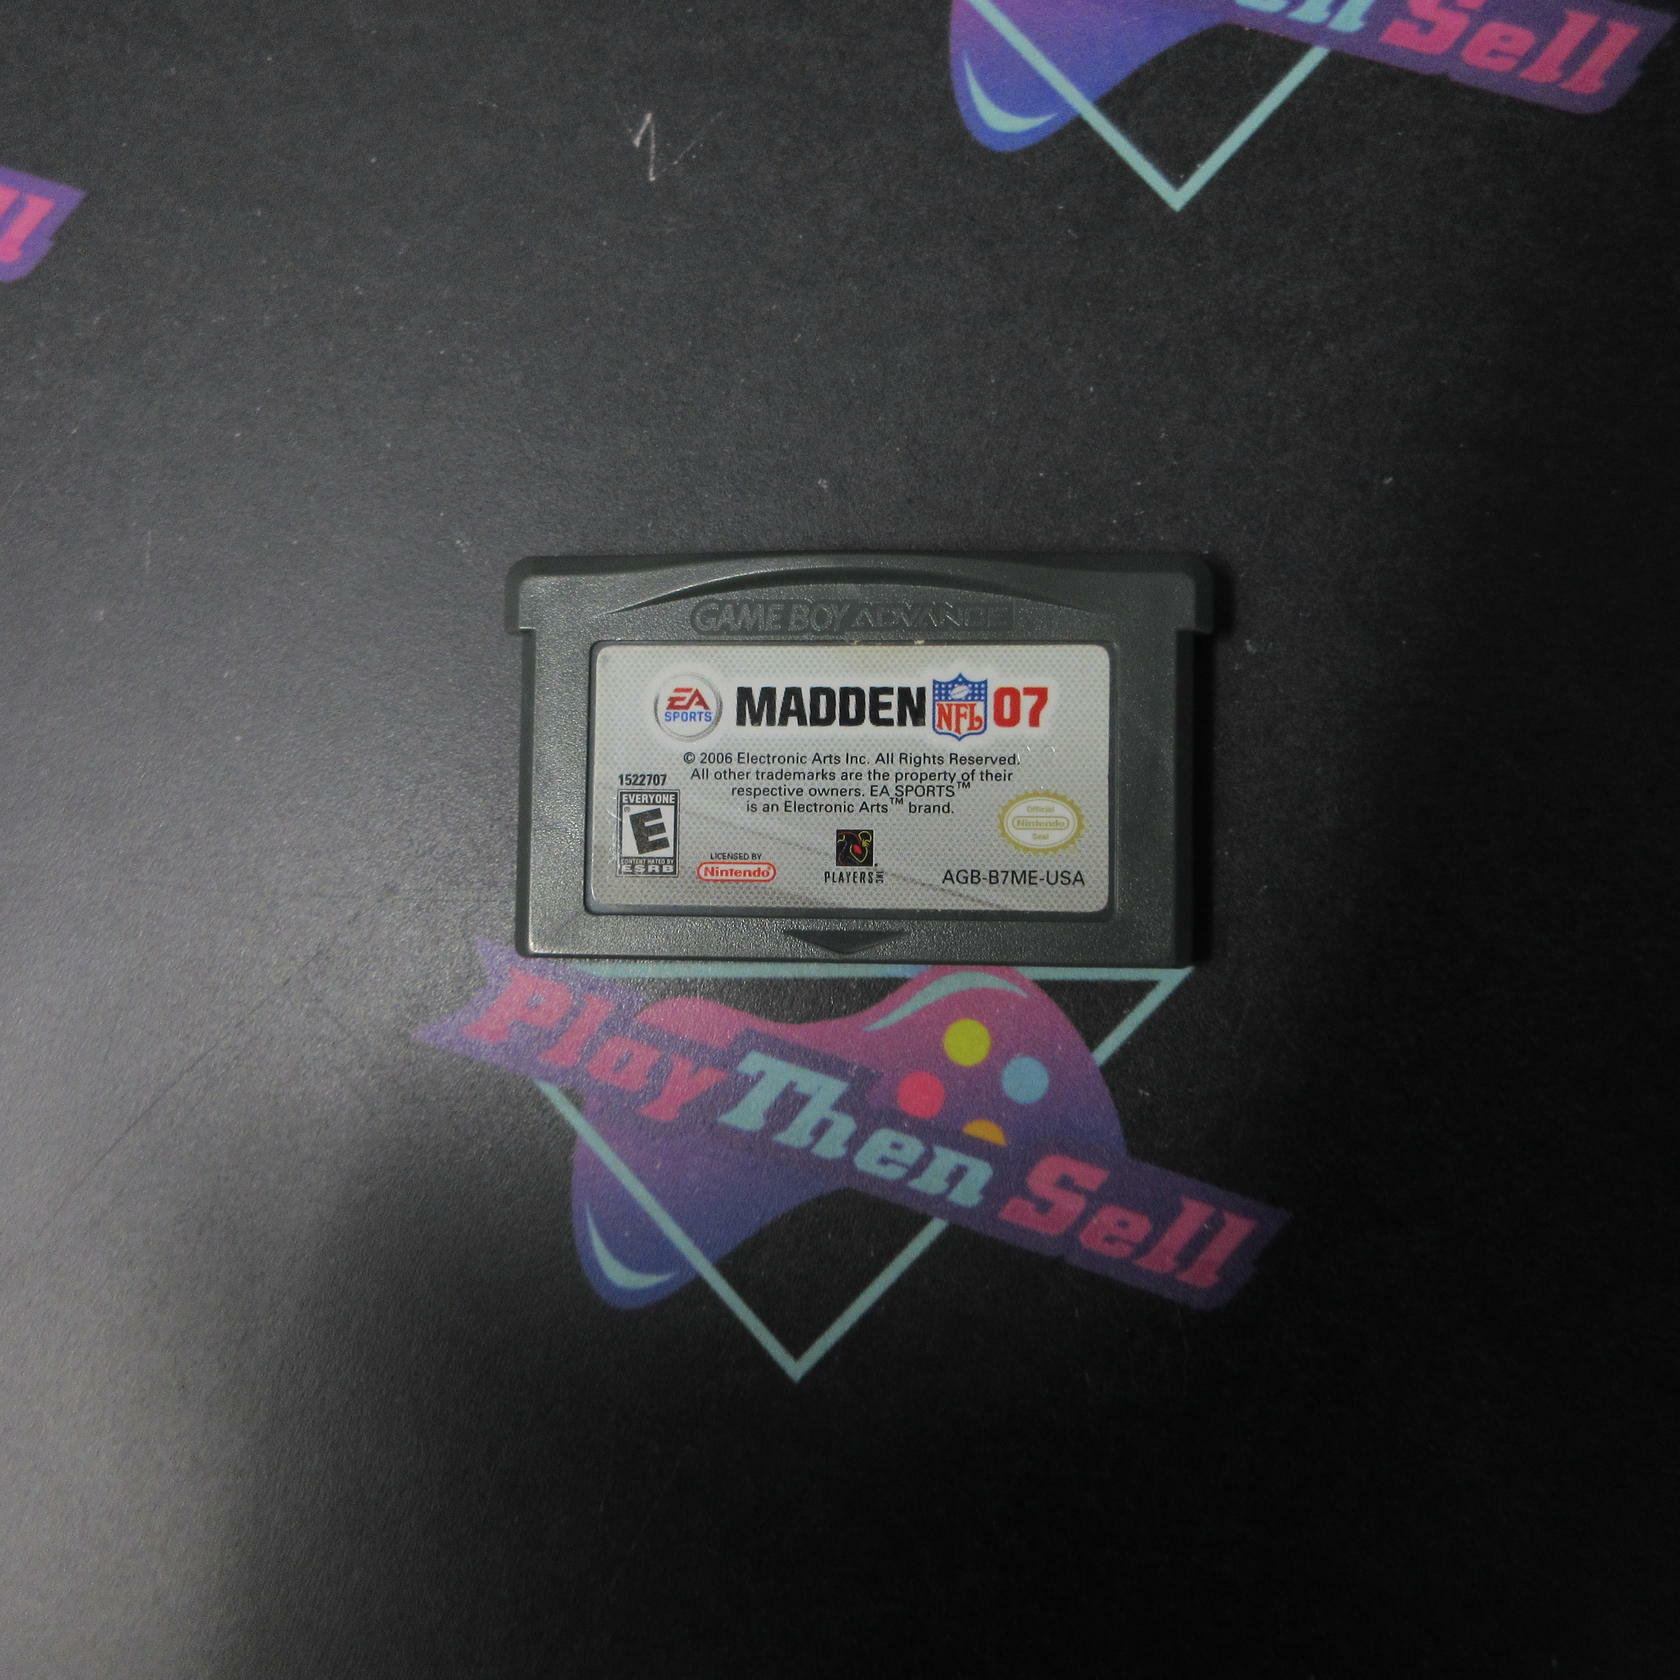 en Sell
ll
GAME BOY ADVANCE
EA SPORTS MADDEN NFL 07
© 2006 Electronic Arts Inc. All Rights Reserved.
All other trademarks are the property of their
respective owners. EA SPORTS™
is an Electronic Arts™ brand.
1522707
EVERYONE
E
CONTENT RATED BY
ESRB
LICENSED BY
Nintendo®
PLAYERS INC
Official
Nintendo
Seal
AGB-B7ME-USA
Play Then Sell